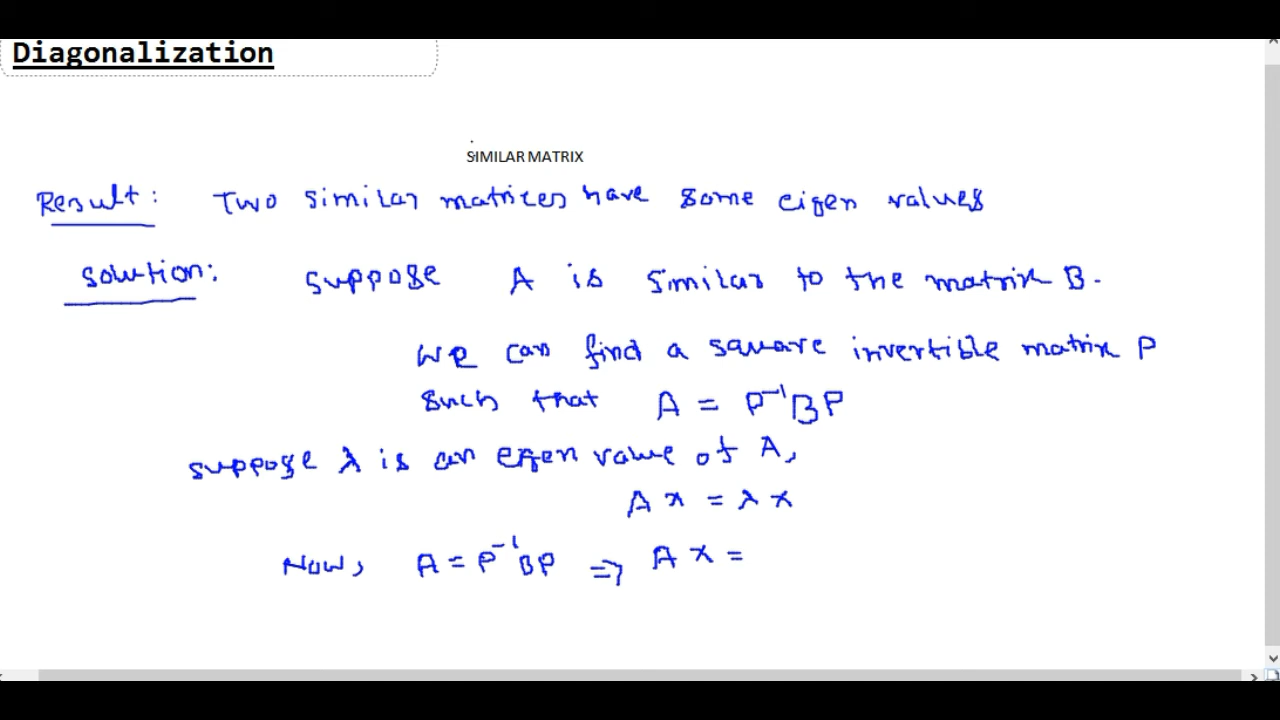 Diagonalization
SIMILAR MATRIX
Result: Two similar matrices have same eigen values
Solution: suppose A is similar to the matrix B.
We can find a square invertible matrix P
such that A = P⁻¹BP
suppose λ is an eigen value of A,
Ax = λx
Now, A = P⁻¹BP ⇒ Ax =